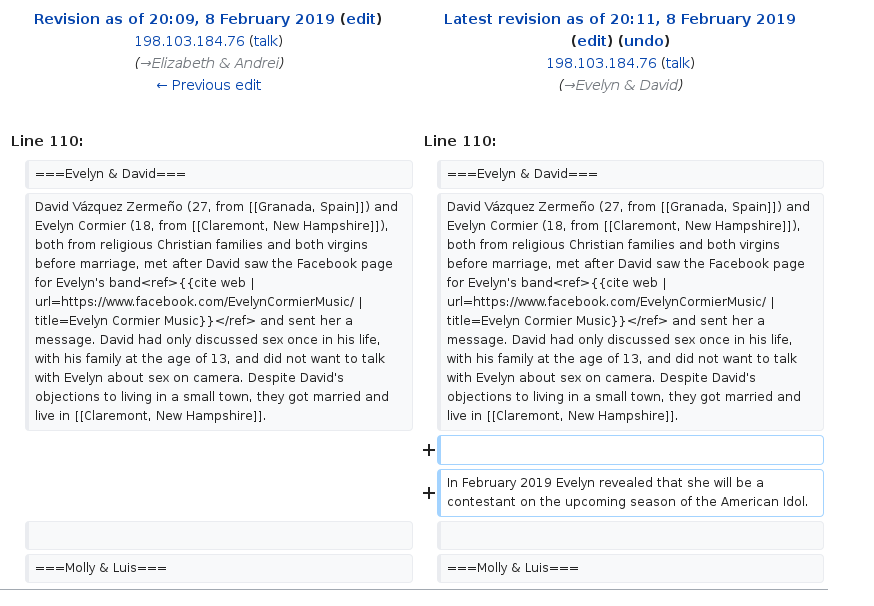 Revision as of 20:09, 8 February 2019 (edit)
198.103.184.76 (talk)
(→Elizabeth & Andrei)
← Previous edit
Latest revision as of 20:11, 8 February 2019
(edit) (undo)
198.103.184.76 (talk)
(→Evelyn & David)
Line 110:
===Evelyn & David===
David Vázquez Zermeño (27, from [[Granada, Spain]]) and
Evelyn Cormier (18, from [[Claremont, New Hampshire]]),
both from religious Christian families and both virgins
before marriage, met after David saw the Facebook page
for Evelyn's band<ref>{{cite web |
url=https://www.facebook.com/EvelynCormierMusic/ |
title=Evelyn Cormier Music}}</ref> and sent her a
message. David had only discussed sex once in his life,
with his family at the age of 13, and did not want to talk
with Evelyn about sex on camera. Despite David's
objections to living in a small town, they got married and
live in [[Claremont, New Hampshire]].
===Molly & Luis===
Line 110:
===Evelyn & David===
David Vázquez Zermeño (27, from [[Granada, Spain]]) and
Evelyn Cormier (18, from [[Claremont, New Hampshire]]),
both from religious Christian families and both virgins
before marriage, met after David saw the Facebook page
for Evelyn's band<ref>{{cite web |
url=https://www.facebook.com/EvelynCormierMusic/ |
title=Evelyn Cormier Music}}</ref> and sent her a
message. David had only discussed sex once in his life,
with his family at the age of 13, and did not want to talk
with Evelyn about sex on camera. Despite David's
objections to living in a small town, they got married and
live in [[Claremont, New Hampshire]].
+
+ In February 2019 Evelyn revealed that she will be a
contestant on the upcoming season of the American Idol.
===Molly & Luis===